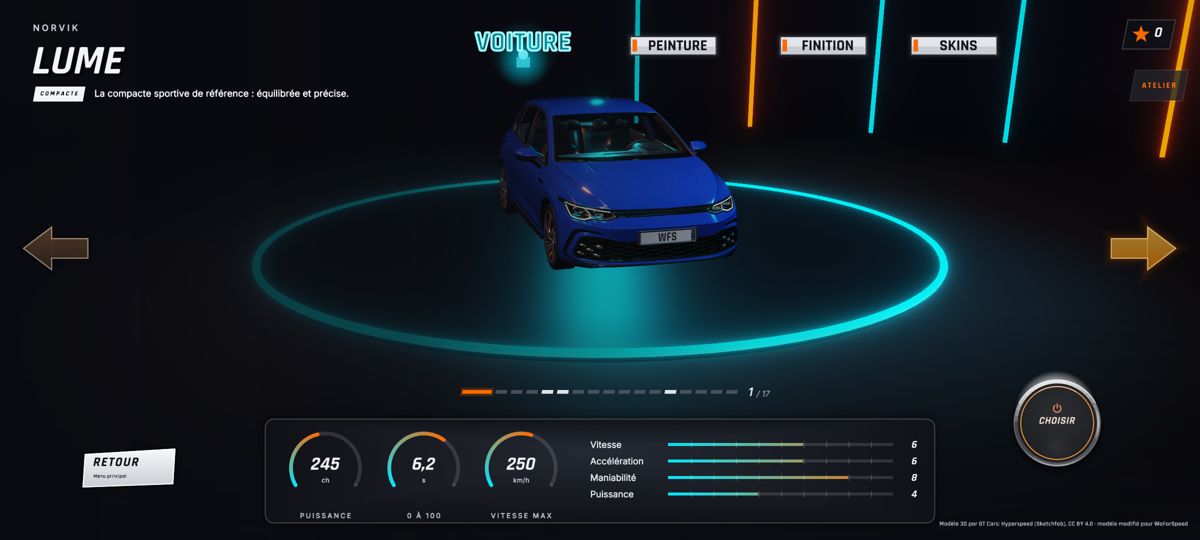 NORVIK
LUME
COMPACTE
La compacte sportive de référence : équilibrée et précise.
VOITURE
PEINTURE
FINITION
SKINS
0
ATELIER
WFS
1 / 17
CHOISIR
RETOUR
Menu principal
245
ch
PUISSANCE
6,2
s
0 À 100
250
km/h
VITESSE MAX
Vitesse 6
Accélération 6
Maniabilité 8
Puissance 4
Modèle 3D par GT Cars: Hyperspeed (Sketchfab), CC BY 4.0 · modèle modifié pour WoForSpeed